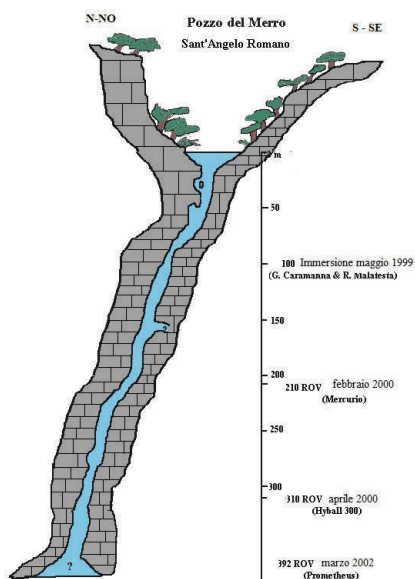 N-NO
Pozzo del Merro
S - SE
Sant'Angelo Romano
m
50
100 Immersione maggio 1999
(G. Caramanna & R. Malatesta)
150
?
200
210 ROV febbraio 2000
(Mercurio)
250
300
310 ROV aprile 2000
(Hyball 300)
?
392 ROV marzo 2002
(Prometheus)